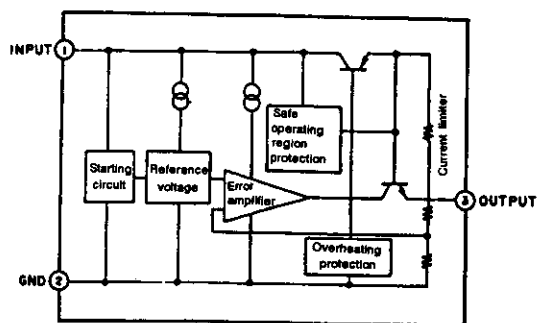 INPUT 1
Safe
operating
region
protection
Current limiter
Starting
circuit
Reference
voltage
Error
amplifier
3 OUTPUT
Overheating
protection
GND 2